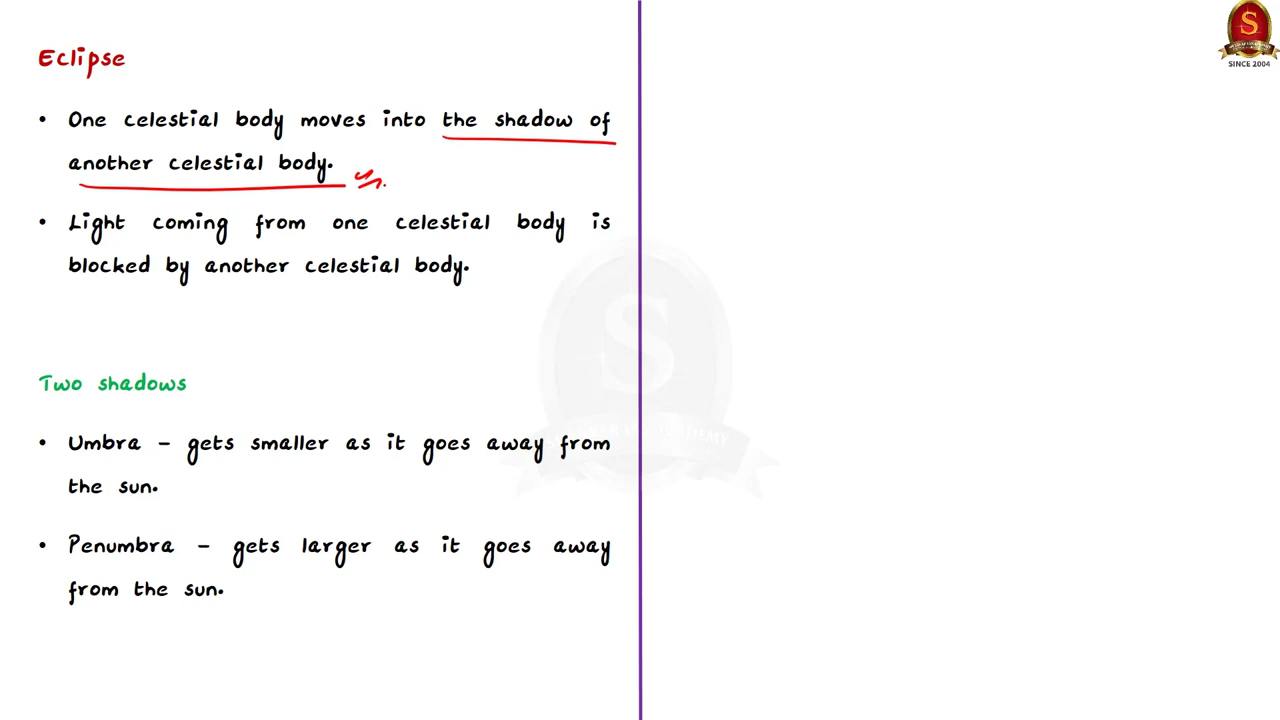 Eclipse
• One celestial body moves into the shadow of
another celestial body.
• Light coming from one celestial body is
blocked by another celestial body.
Two shadows
• Umbra - gets smaller as it goes away from
the sun.
• Penumbra - gets larger as it goes away
from the sun.
S
SINCE 2004